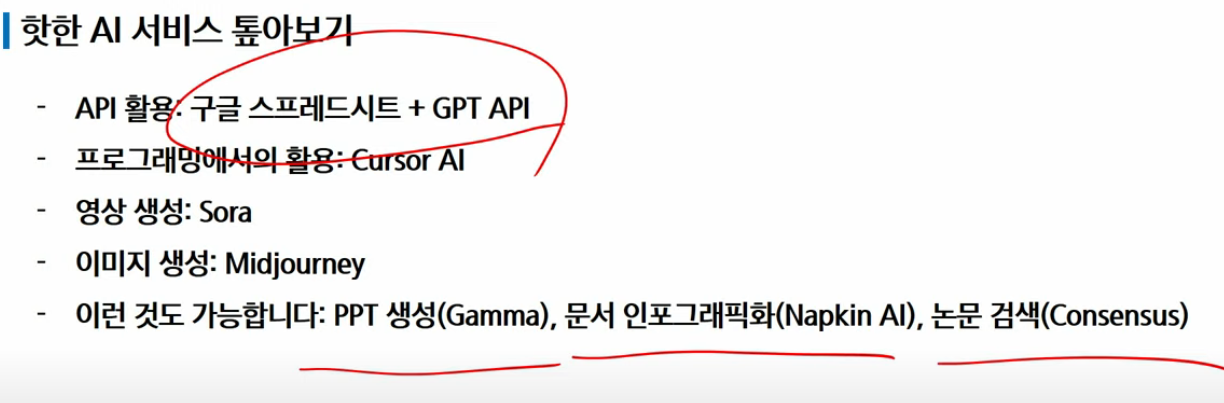 핫한 AI 서비스 톺아보기
- API 활용: 구글 스프레드시트 + GPT API
- 프로그래밍에서의 활용: Cursor AI
- 영상 생성: Sora
- 이미지 생성: Midjourney
- 이런 것도 가능합니다: PPT 생성(Gamma), 문서 인포그래픽화(Napkin AI), 논문 검색(Consensus)